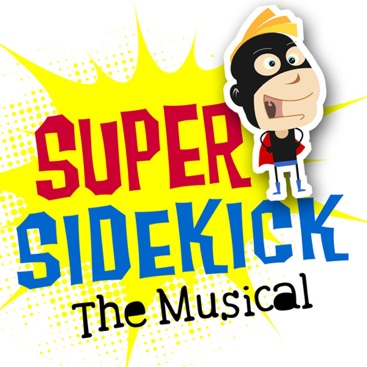 SUPER
SIDEKICK
The Musical